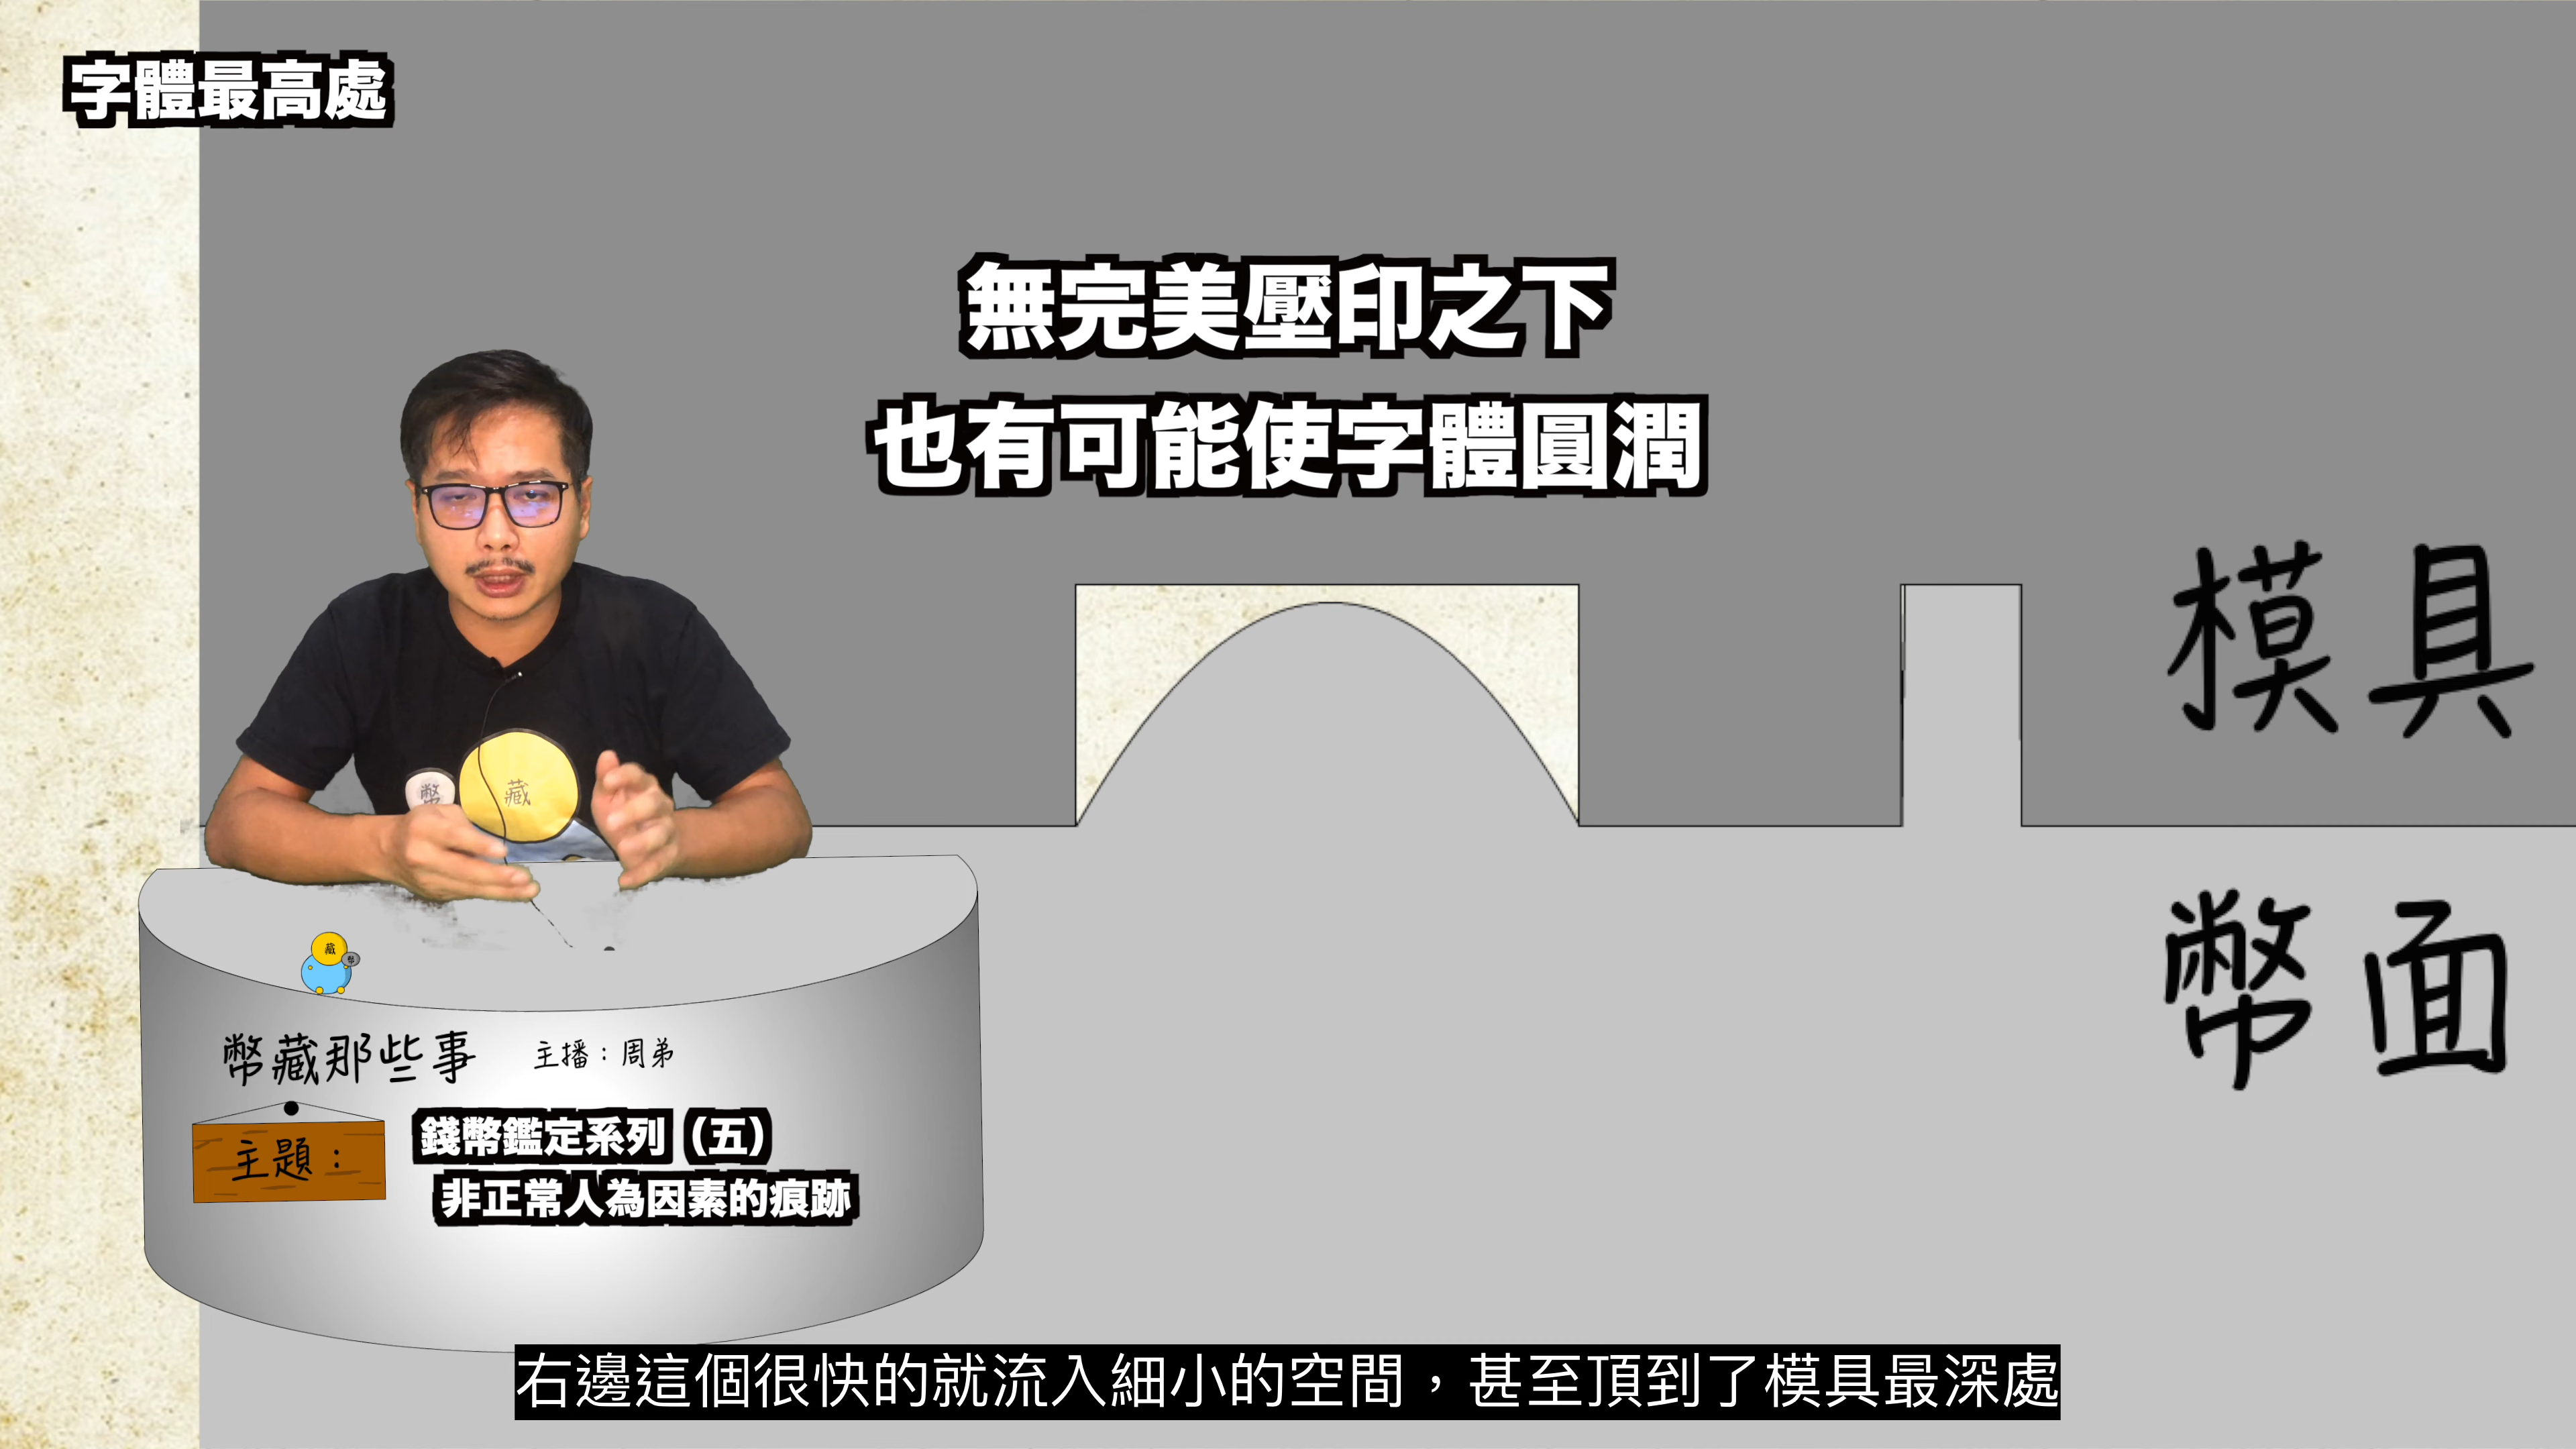 字體最高處
無完美壓印之下
也有可能使字體圓潤
模具
幣面
幣 藏
藏
幣
幣藏那些事 主播：周弟
主題：
錢幣鑑定系列（五）
非正常人為因素的痕跡
右邊這個很快的就流入細小的空間，甚至頂到了模具最深處